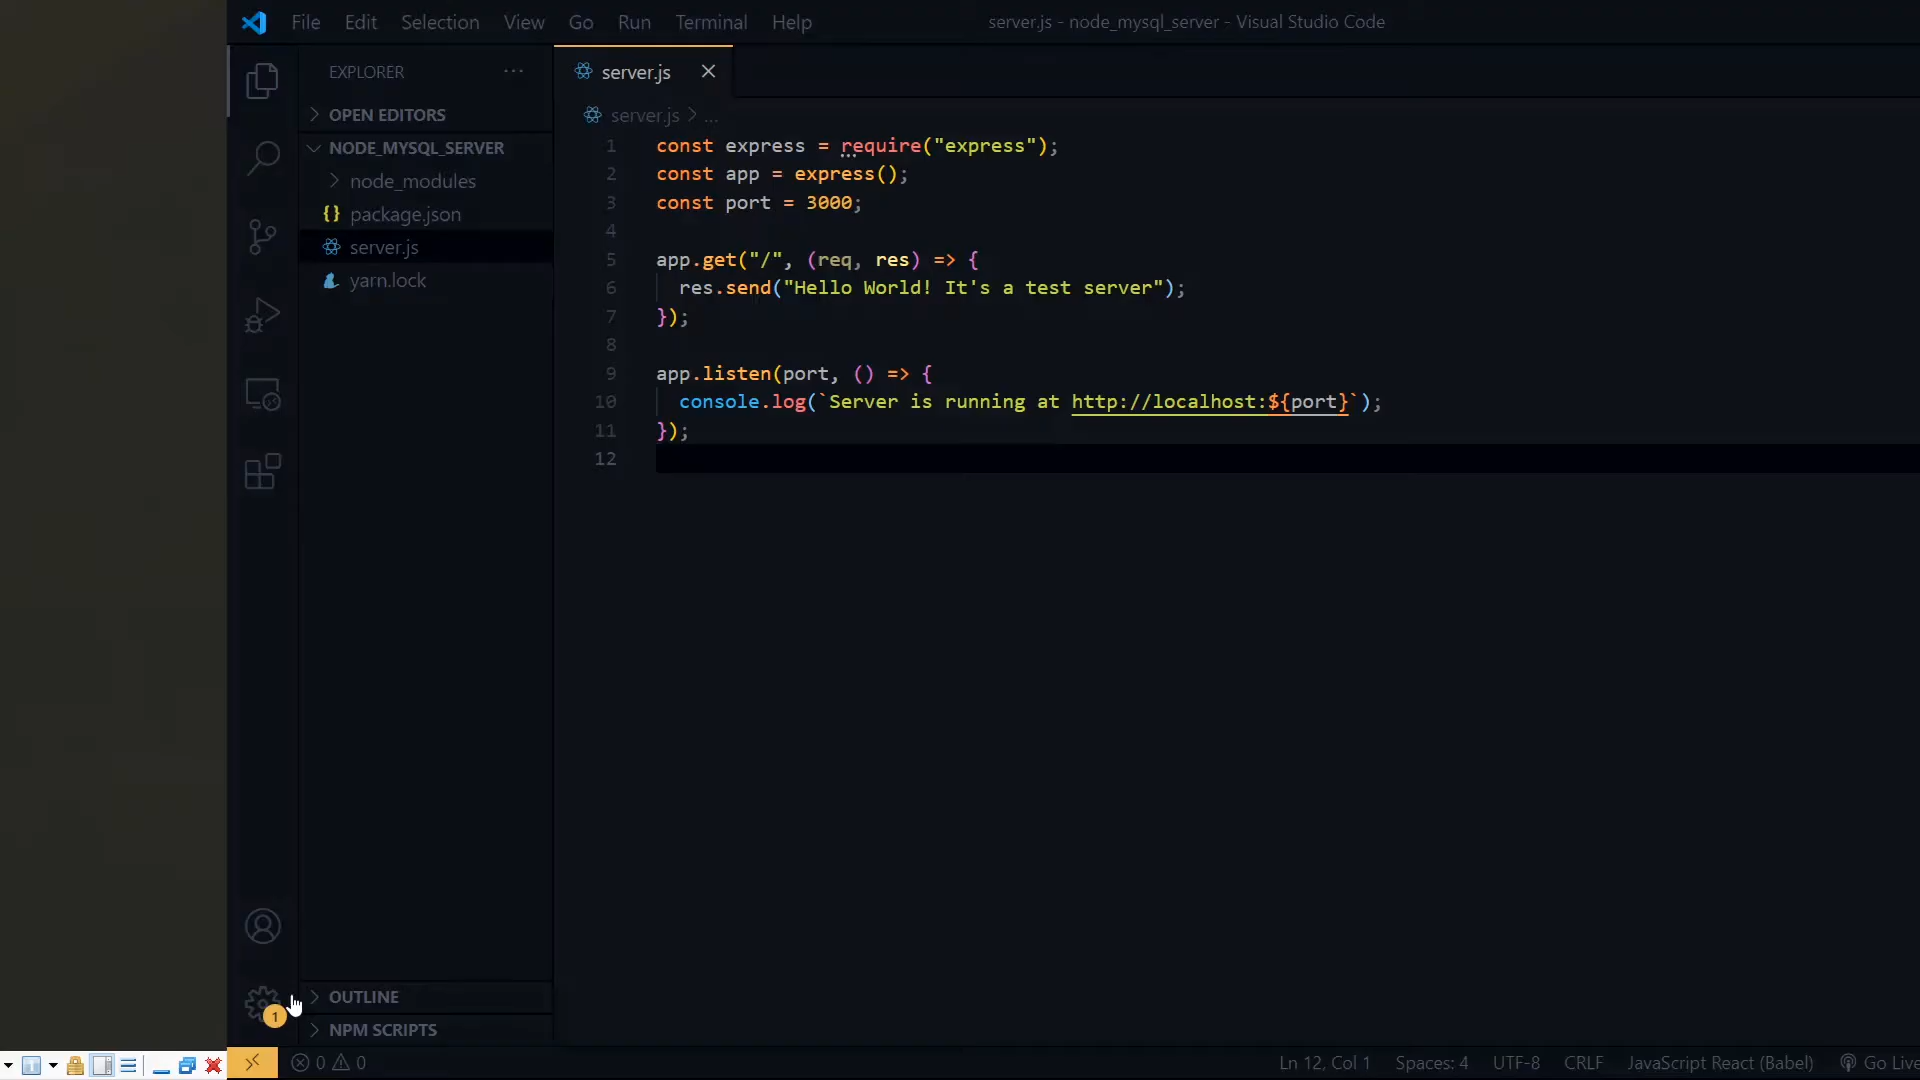 File Edit Selection View Go Run Terminal Help
server.js - node_mysql_server - Visual Studio Code
EXPLORER ···
OPEN EDITORS
NODE_MYSQL_SERVER
node_modules
{} package.json
server.js
yarn.lock
server.js
server.js > ...
1 const express = require("express");
2 const app = express();
3 const port = 3000;
4
5 app.get("/", (req, res) => {
6 res.send("Hello World! It's a test server");
7 });
8
9 app.listen(port, () => {
10 console.log(`Server is running at http://localhost:${port}`);
11 });
12
1
OUTLINE
NPM SCRIPTS
0 0
Ln 12, Col 1 Spaces: 4 UTF-8 CRLF JavaScript React (Babel) Go Live